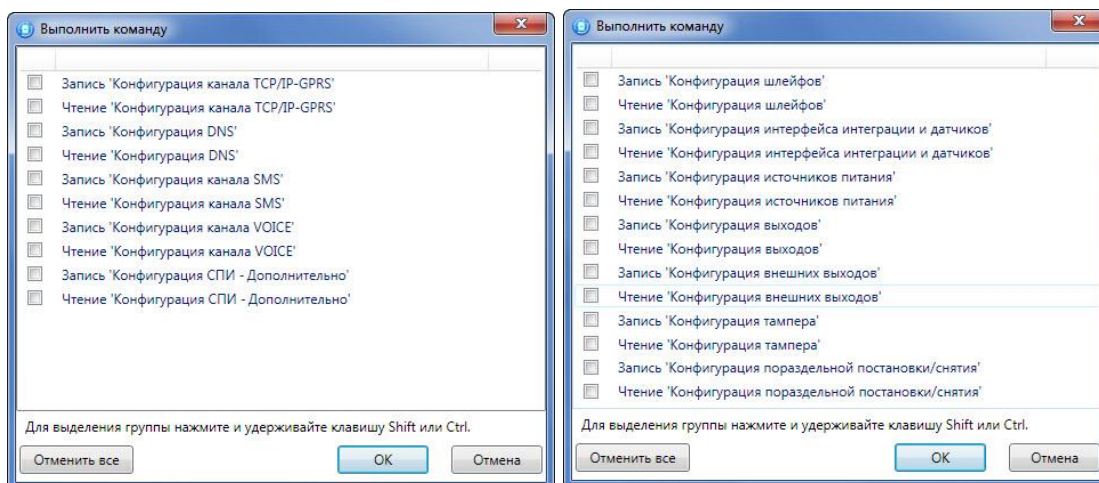 Выполнить команду
Запись 'Конфигурация канала TCP/IP-GPRS'
Чтение 'Конфигурация канала TCP/IP-GPRS'
Запись 'Конфигурация DNS'
Чтение 'Конфигурация DNS'
Запись 'Конфигурация канала SMS'
Чтение 'Конфигурация канала SMS'
Запись 'Конфигурация канала VOICE'
Чтение 'Конфигурация канала VOICE'
Запись 'Конфигурация СПИ - Дополнительно'
Чтение 'Конфигурация СПИ - Дополнительно'
Для выделения группы нажмите и удерживайте клавишу Shift или Ctrl.
Отменить все
OK
Отмена
Выполнить команду
Запись 'Конфигурация шлейфов'
Чтение 'Конфигурация шлейфов'
Запись 'Конфигурация интерфейса интеграции и датчиков'
Чтение 'Конфигурация интерфейса интеграции и датчиков'
Запись 'Конфигурация источников питания'
Чтение 'Конфигурация источников питания'
Запись 'Конфигурация выходов'
Чтение 'Конфигурация выходов'
Запись 'Конфигурация внешних выходов'
Чтение 'Конфигурация внешних выходов'
Запись 'Конфигурация тампера'
Чтение 'Конфигурация тампера'
Запись 'Конфигурация пораздельной постановки/снятия'
Чтение 'Конфигурация пораздельной постановки/снятия'
Для выделения группы нажмите и удерживайте клавишу Shift или Ctrl.
Отменить все
OK
Отмена